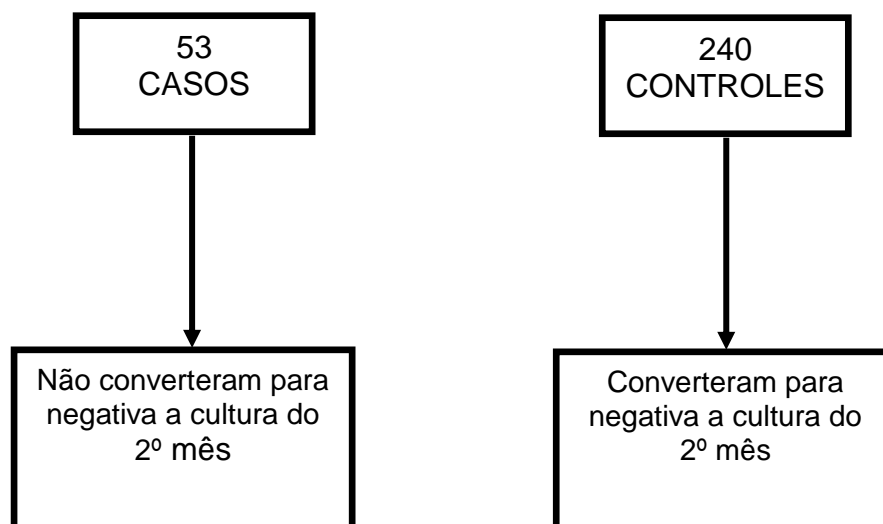 53
CASOS
240
CONTROLES
Não converteram para
negativa a cultura do
2º mês
Converteram para
negativa a cultura do
2º mês